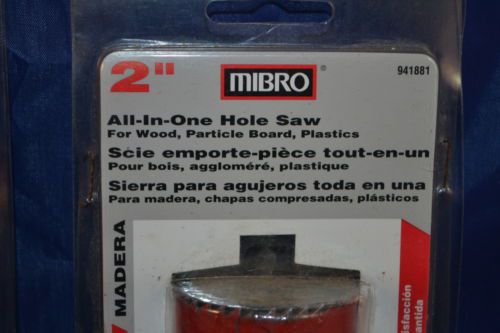 2"
MIBRO®
941881
All-In-One Hole Saw
For Wood, Particle Board, Plastics
Scie emporte-pièce tout-en-un
Pour bois, aggloméré, plastique
Sierra para agujeros toda en una
Para madera, chapas compresadas, plásticos
MADERA